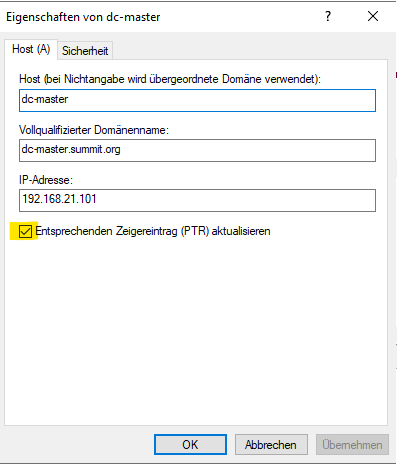 Eigenschaften von dc-master
Host (A)
Sicherheit
Host (bei Nichtangabe wird übergeordnete Domäne verwendet):
dc-master
Vollqualifizierter Domänenname:
dc-master.summit.org
IP-Adresse:
192.168.21.101
Entsprechenden Zeigereintrag (PTR) aktualisieren
OK
Abbrechen
Übernehmen